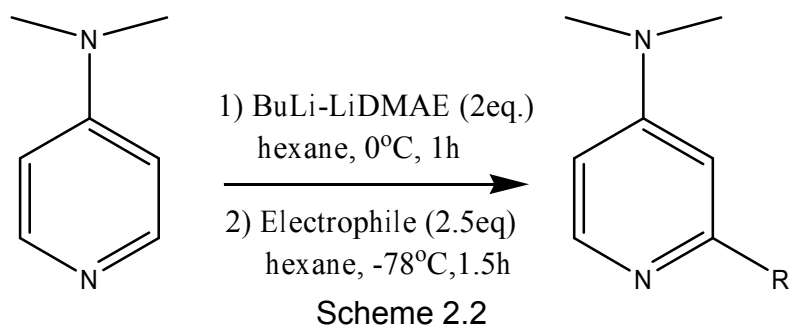 N
N
1) BuLi-LiDMAE (2eq.)
hexane, 0°C, 1h
2) Electrophile (2.5eq)
hexane, -78°C,1.5h
N
N
R
Scheme 2.2